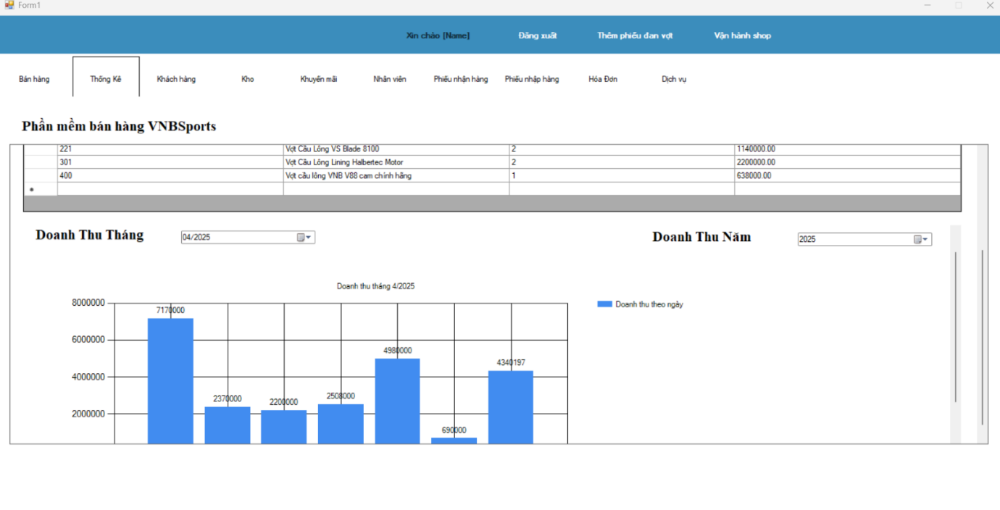 Form1
Xin chào [Name] Đăng xuất Thêm phiếu đan vợt Vận hành shop
Bán hàng Thống Kê Khách hàng Kho Khuyến mãi Nhân viên Phiếu nhận hàng Phiếu nhập hàng Hóa Đơn Dịch vụ
Phần mềm bán hàng VNBSports
221 Vợt Cầu Lông VS Blade 8100 2 1140000.00
301 Vợt Cầu Lông Lining Halbertec Motor 2 2200000.00
400 Vợt cầu lông VNB V88 cam chính hãng 1 638000.00
Doanh Thu Tháng 04/2025 Doanh Thu Năm 2025
Doanh thu tháng 4/2025
Doanh thu theo ngày
8000000
6000000
4000000
2000000
7170000
2370000
2200000
2508000
4980000
690000
4340197